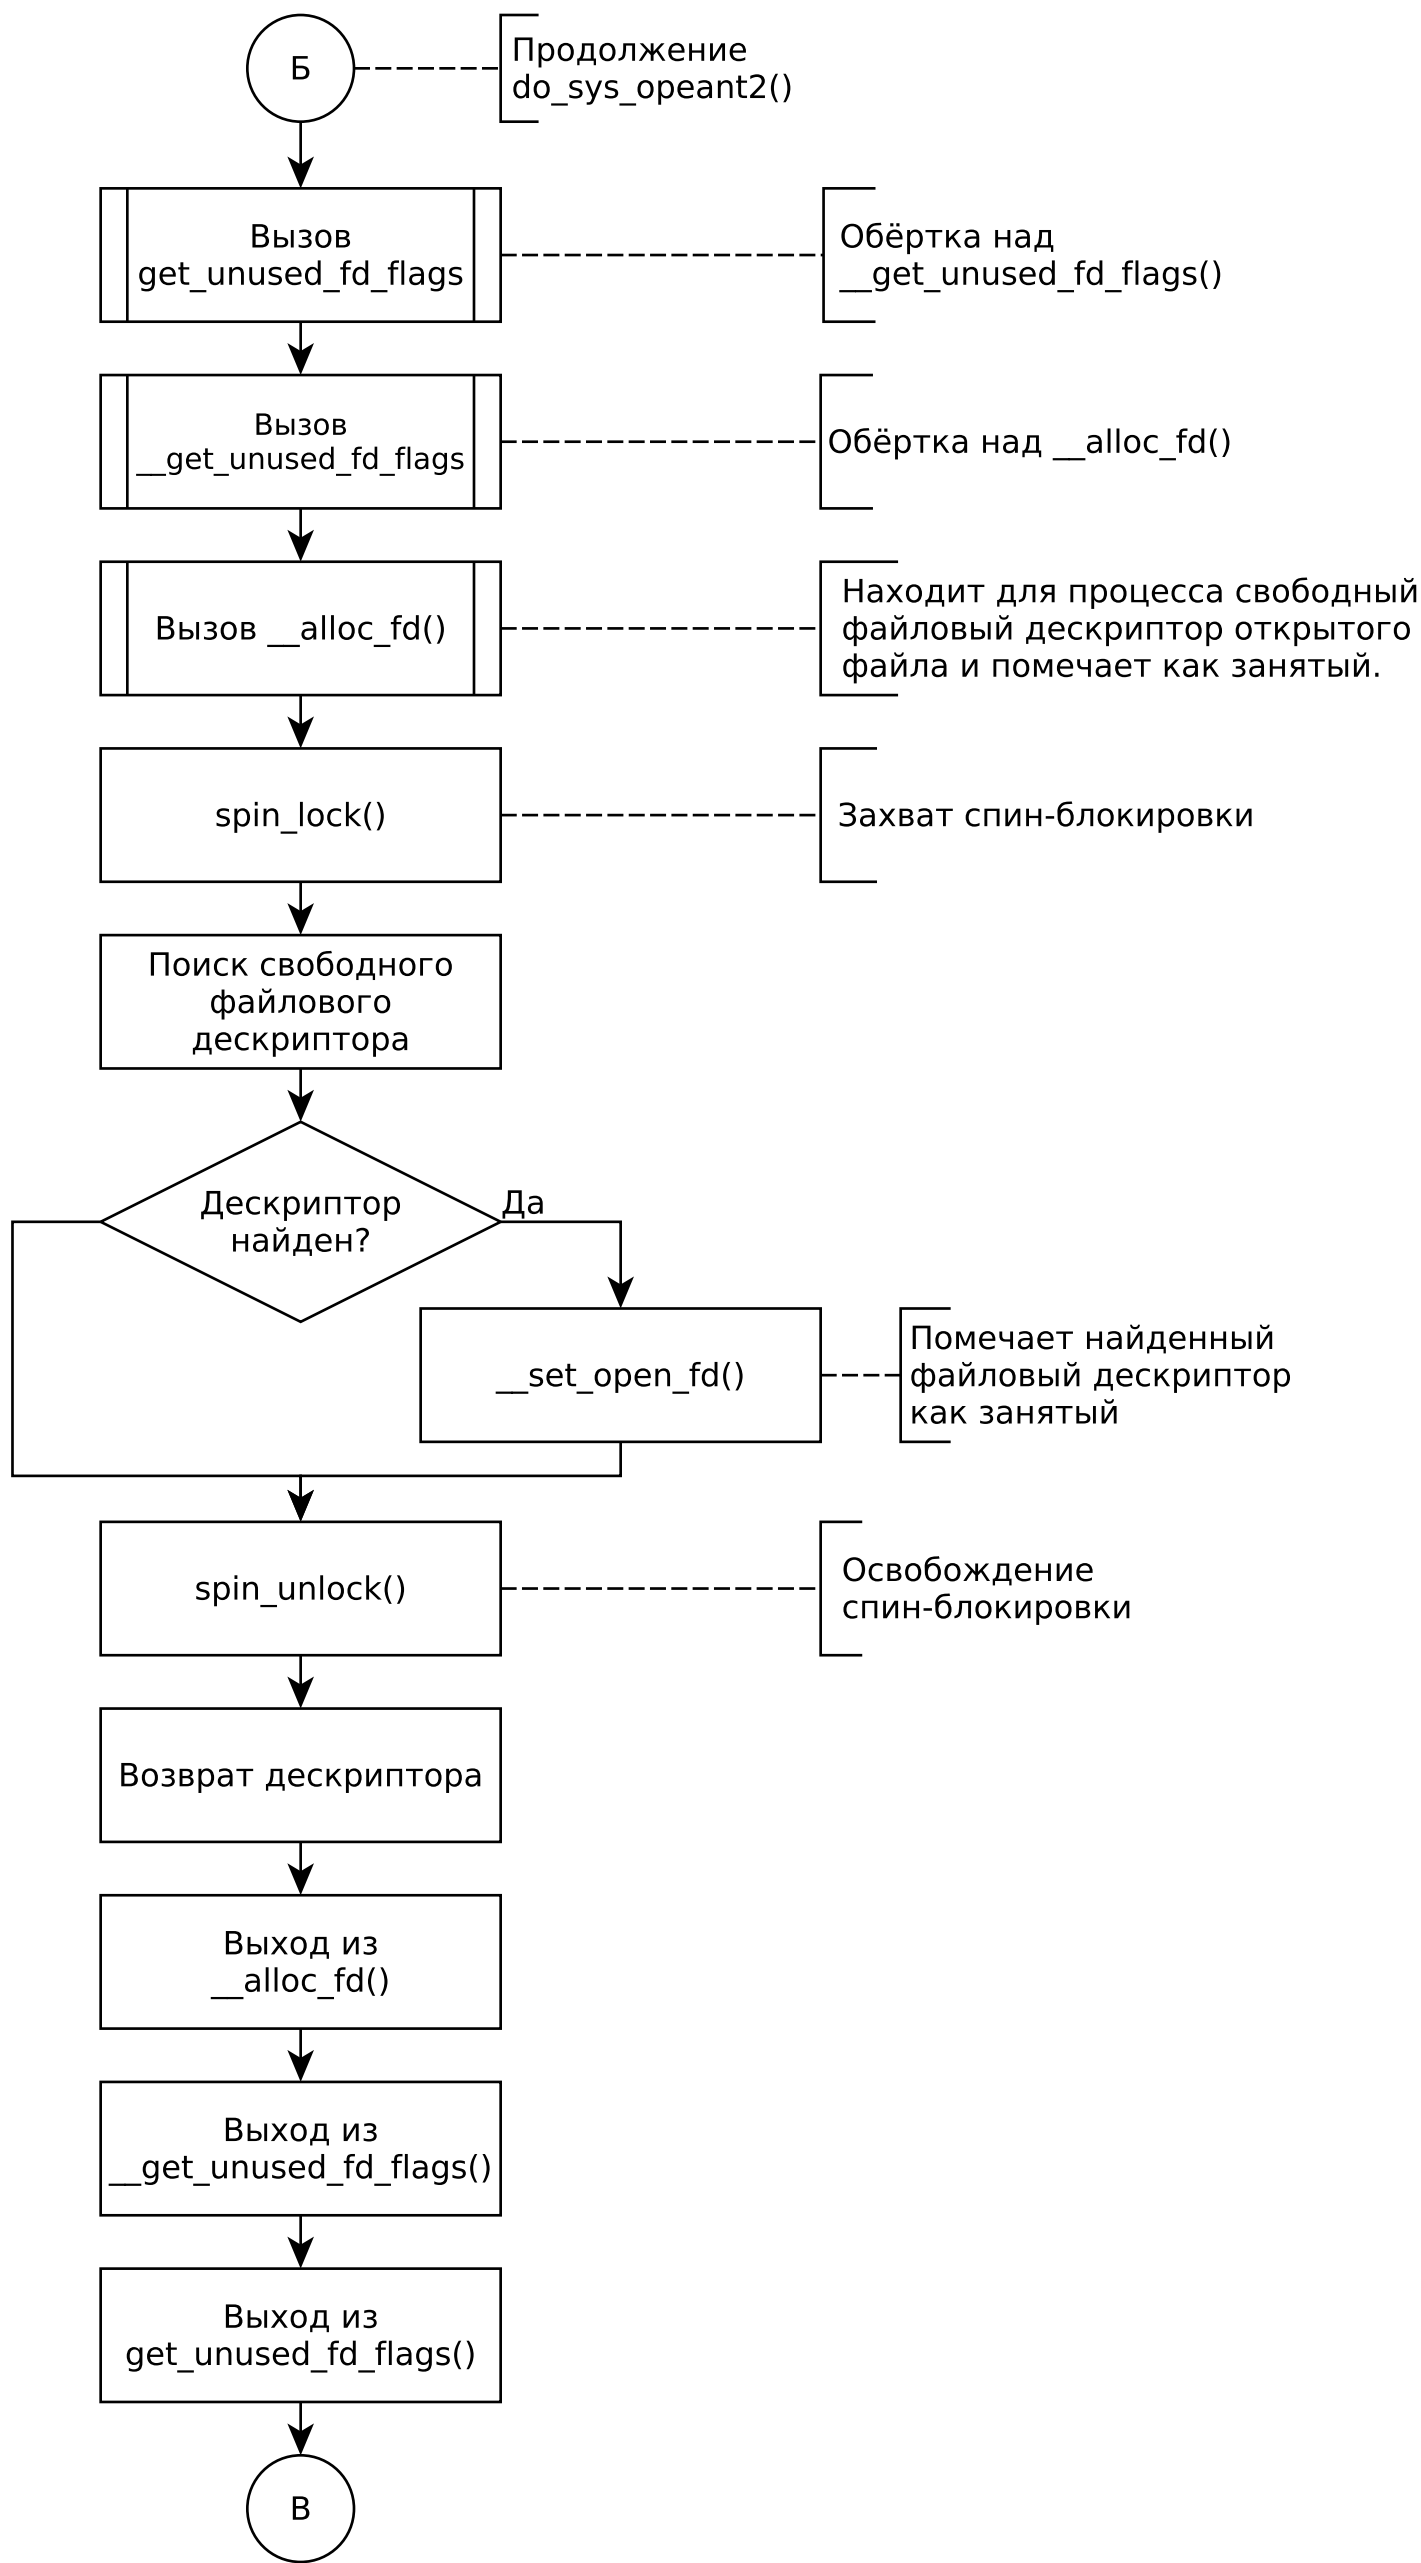 Б
Продолжение
do_sys_opeant2()
Вызов
get_unused_fd_flags
Обёртка над
__get_unused_fd_flags()
Вызов
__get_unused_fd_flags
Обёртка над __alloc_fd()
Вызов __alloc_fd()
Находит для процесса свободный
файловый дескриптор открытого
файла и помечает как занятый.
spin_lock()
Захват спин-блокировки
Поиск свободного
файлового
дескриптора
Дескриптор
найден?
Да
__set_open_fd()
Помечает найденный
файловый дескриптор
как занятый
spin_unlock()
Освобождение
спин-блокировки
Возврат дескриптора
Выход из
__alloc_fd()
Выход из
__get_unused_fd_flags()
Выход из
get_unused_fd_flags()
В